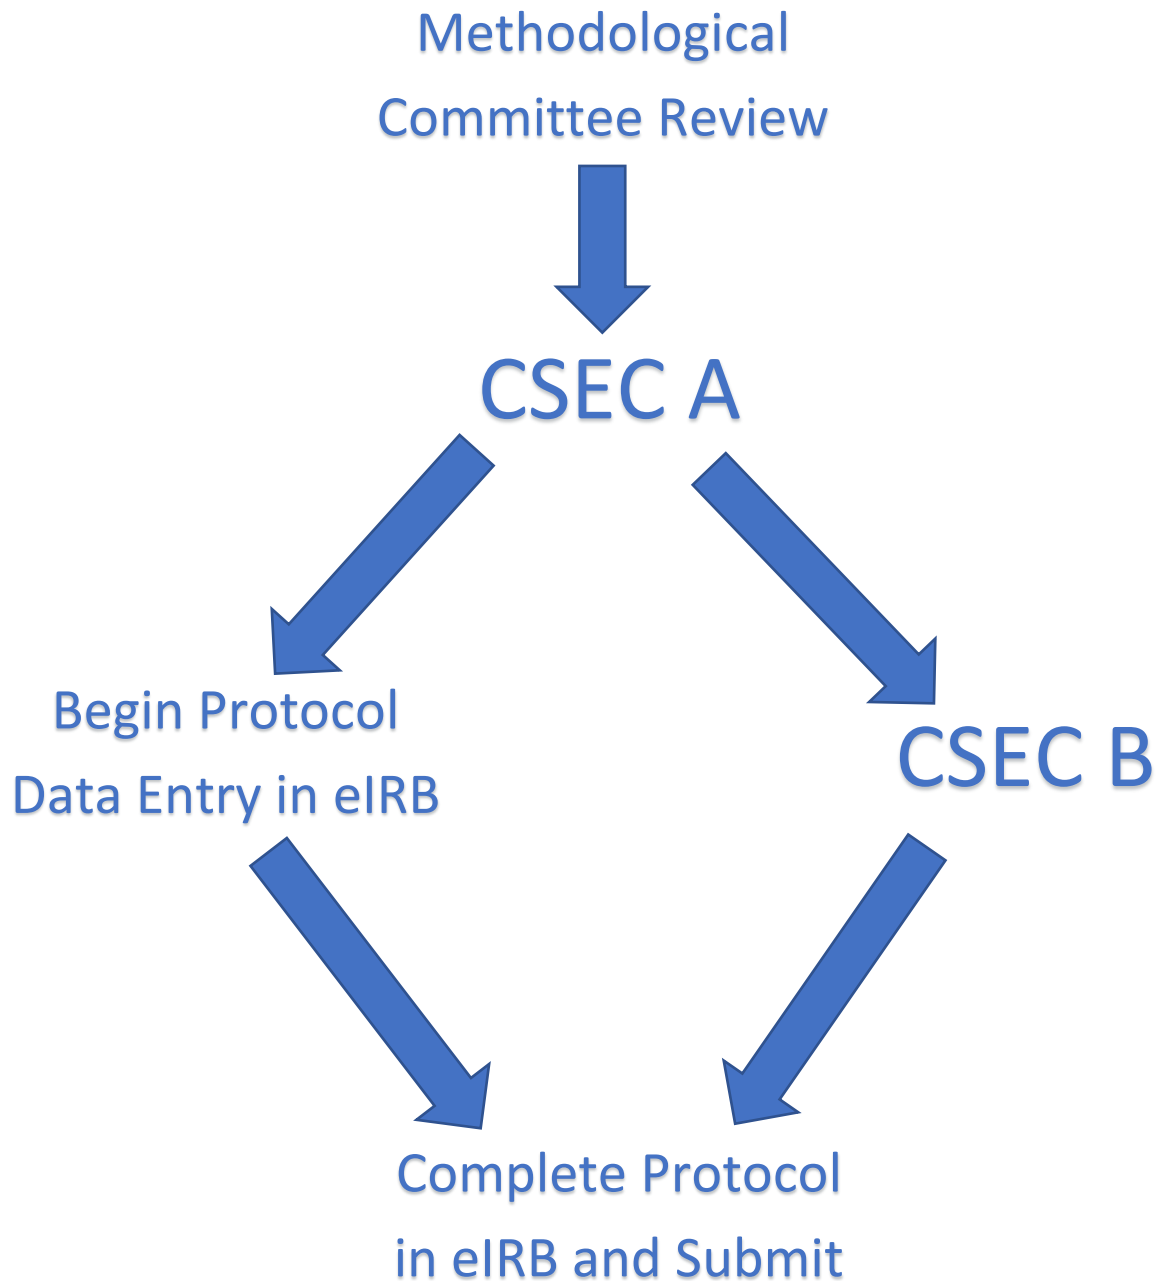 Methodological
Committee Review
CSEC A
Begin Protocol
Data Entry in eIRB
CSEC B
Complete Protocol
in eIRB and Submit